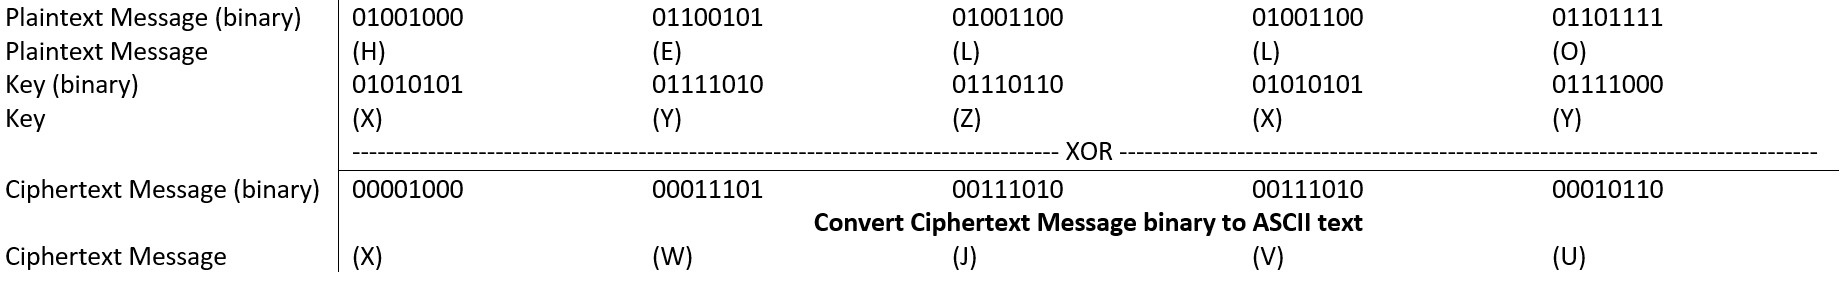 Plaintext Message (binary) 01001000 01100101 01001100 01001100 01101111
Plaintext Message (H) (E) (L) (L) (O)
Key (binary) 01010101 01111010 01110110 01010101 01111000
Key (X) (Y) (Z) (X) (Y)
------------------------------------------------------------------------------------ XOR -----------------------------------------------------------------------------------
Ciphertext Message (binary) 00001000 00011101 00111010 00111010 00010110
Convert Ciphertext Message binary to ASCII text
Ciphertext Message (X) (W) (J) (V) (U)